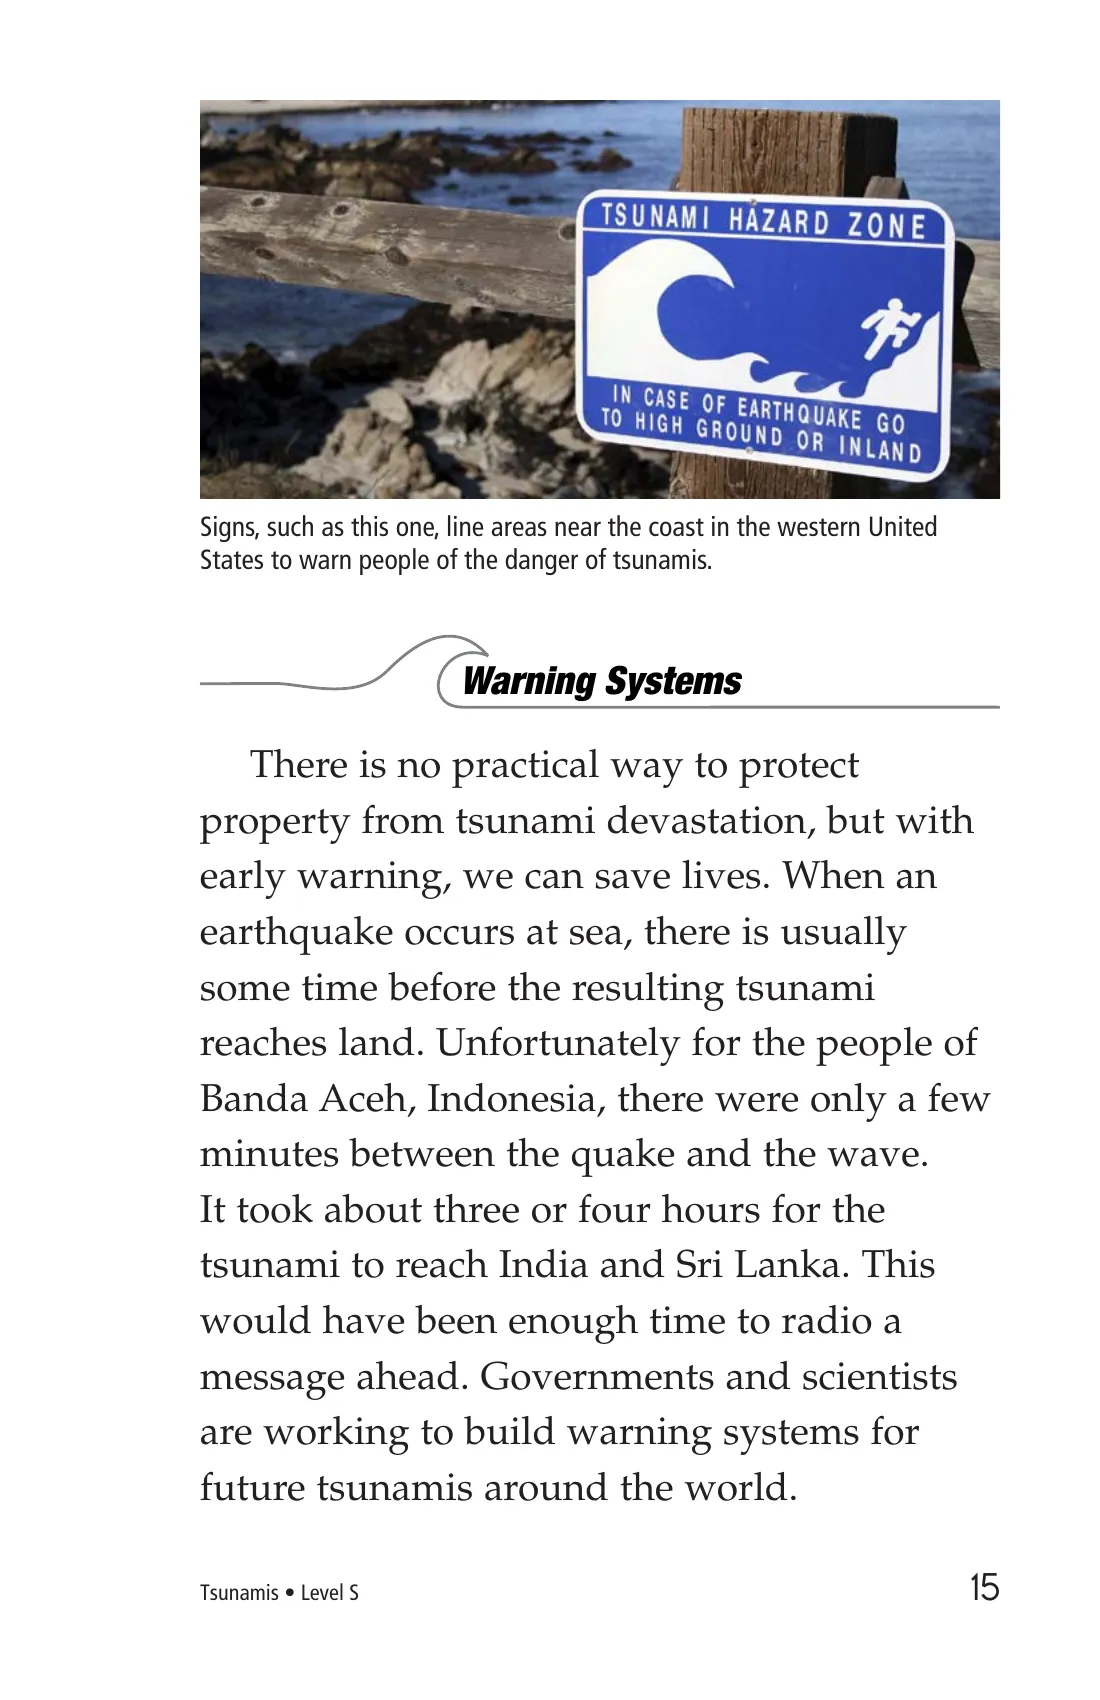 TSUNAMI HAZARD ZONE
IN CASE OF EARTHQUAKE GO
TO HIGH GROUND OR INLAND
Signs, such as this one, line areas near the coast in the western United
States to warn people of the danger of tsunamis.
Warning Systems
There is no practical way to protect
property from tsunami devastation, but with
early warning, we can save lives. When an
earthquake occurs at sea, there is usually
some time before the resulting tsunami
reaches land. Unfortunately for the people of
Banda Aceh, Indonesia, there were only a few
minutes between the quake and the wave.
It took about three or four hours for the
tsunami to reach India and Sri Lanka. This
would have been enough time to radio a
message ahead. Governments and scientists
are working to build warning systems for
future tsunamis around the world.
Tsunamis • Level S
15